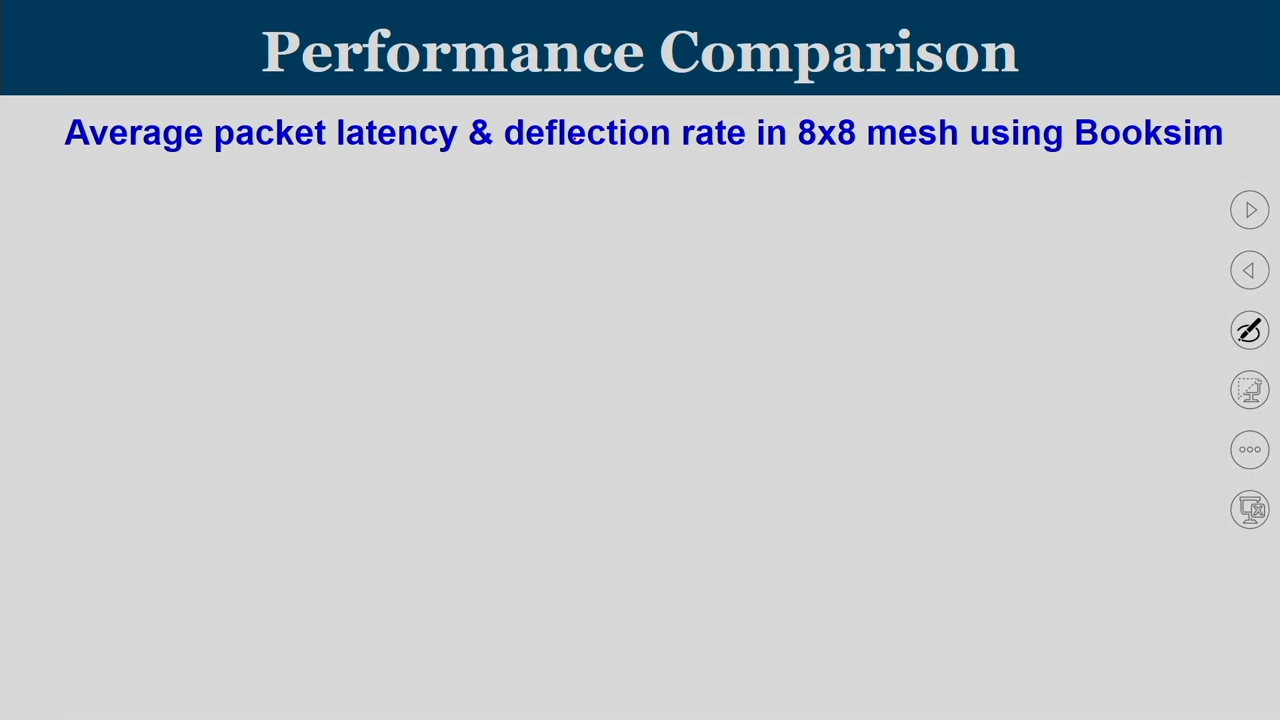 Performance Comparison
Average packet latency & deflection rate in 8x8 mesh using Booksim